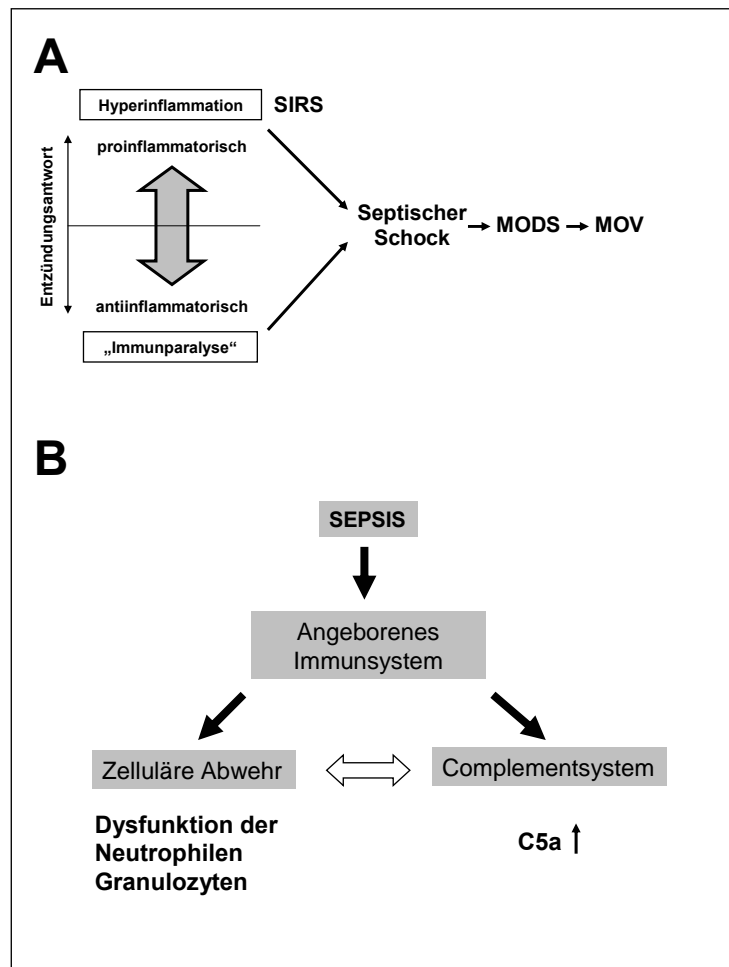 A
Hyperinflammation
SIRS
Entzündungsantwort
proinflammatorisch
antiinflammatorisch
„Immunparalyse“
Septischer
Schock
MODS
MOV
B
SEPSIS
Angeborenes
Immunsystem
Zelluläre Abwehr
Complementsystem
Dysfunktion der
Neutrophilen
Granulozyten
C5a